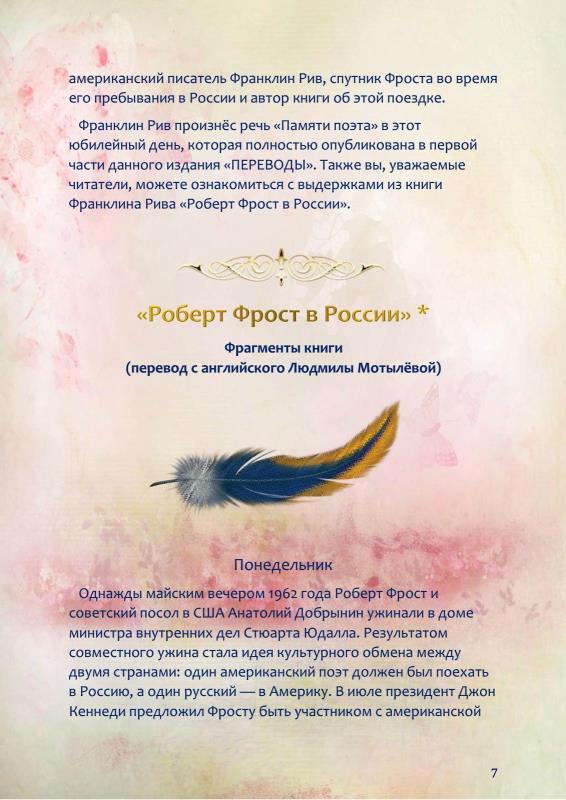 американский писатель Франклин Рив, спутник Фроста во время
его пребывания в России и автор книги об этой поездке.
Франклин Рив произнёс речь «Памяти поэта» в этот
юбилейный день, которая полностью опубликована в первой
части данного издания «ПЕРЕВОДЫ». Также вы, уважаемые
читатели, можете ознакомиться с выдержками из книги
Франклина Рива «Роберт Фрост в России».
«Роберт Фрост в России» *
Фрагменты книги
(перевод с английского Людмилы Мотылёвой)
Понедельник
Однажды майским вечером 1962 года Роберт Фрост и
советский посол в США Анатолий Добрынин ужинали в доме
министра внутренних дел Стюарта Юдалла. Результатом
совместного ужина стала идея культурного обмена между
двумя странами: один американский поэт должен был поехать
в Россию, а один русский — в Америку. В июле президент Джон
Кеннеди предложил Фросту быть участником с американской
7